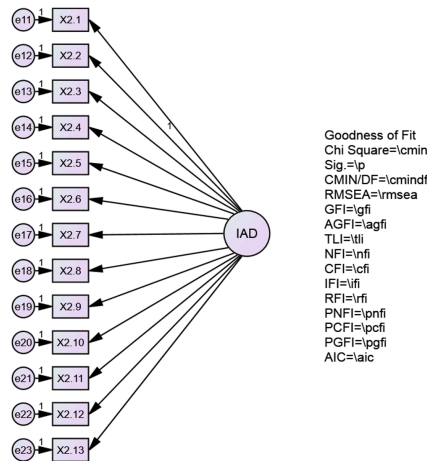 e11 1 X2.1
e12 1 X2.2
e13 1 X2.3
1
e14 1 X2.4
e15 1 X2.5
e16 1 X2.6
e17 1 X2.7
IAD
e18 1 X2.8
e19 1 X2.9
e20 1 X2.10
e21 1 X2.11
e22 1 X2.12
e23 1 X2.13
Goodness of Fit
Chi Square=\cmin
Sig.=\p
CMIN/DF=\cmindf
RMSEA=\rmsea
GFI=\gfi
AGFI=\agfi
TLI=\tli
NFI=\nfi
CFI=\cfi
IFI=\ifi
RFI=\rfi
PNFI=\pnfi
PCFI=\pcfi
PGFI=\pgfi
AIC=\aic